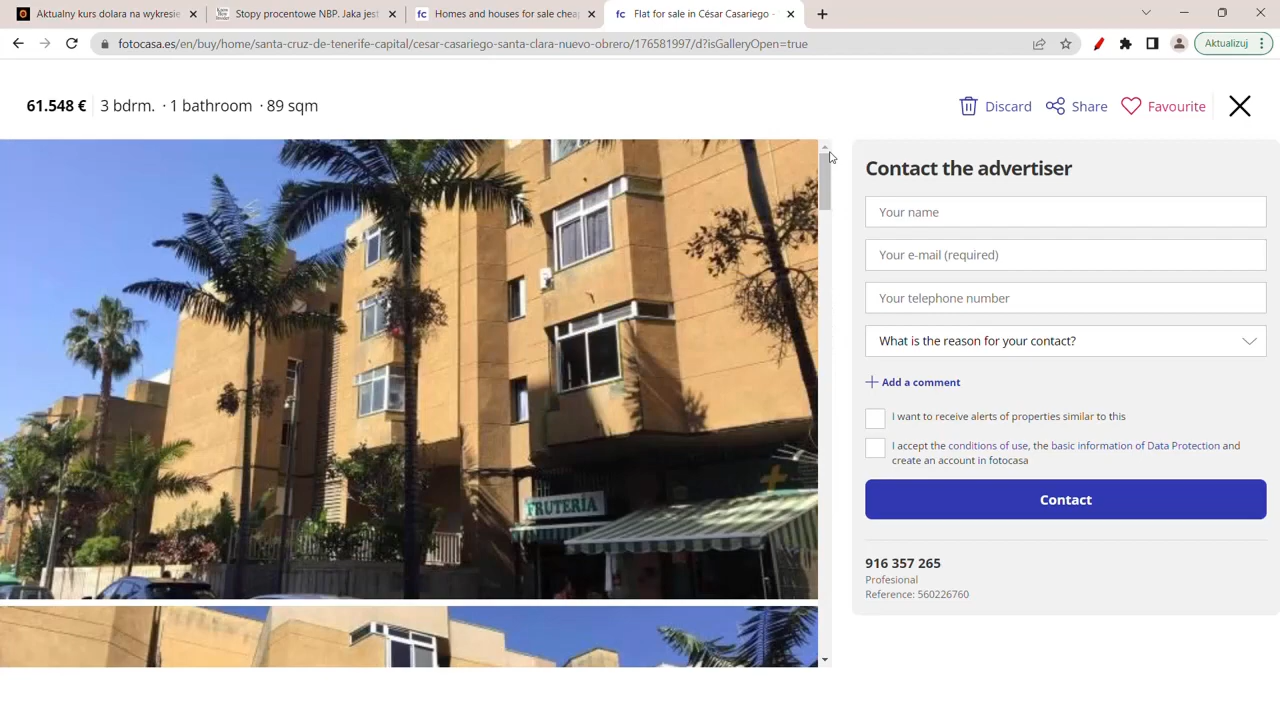 Aktualny kurs dolara na wykresie
Stopy procentowe NBP. Jaka jest
fc Homes and houses for sale cheap
fc Flat for sale in César Casariego -
fotocasa.es/en/buy/home/santa-cruz-de-tenerife-capital/cesar-casariego-santa-clara-nuevo-obrero/176581997/d?isGalleryOpen=true
Aktualizuj
61.548 € 3 bdrm. · 1 bathroom · 89 sqm
Discard
Share
Favourite
FRUTERIA
Contact the advertiser
Your name
Your e-mail (required)
Your telephone number
What is the reason for your contact?
Add a comment
I want to receive alerts of properties similar to this
I accept the conditions of use, the basic information of Data Protection and
create an account in fotocasa
Contact
916 357 265
Profesional
Reference: 560226760